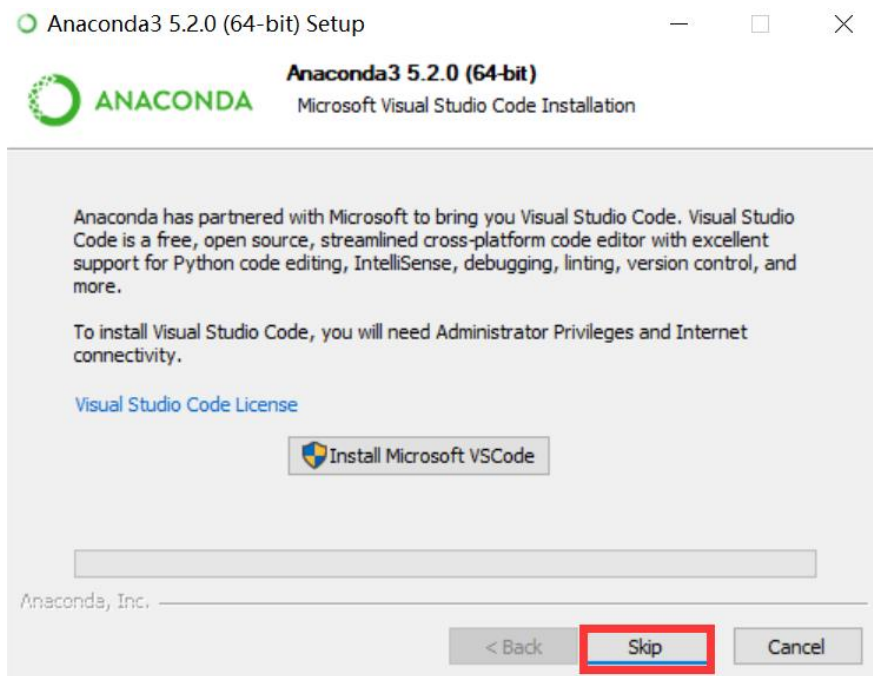 Anaconda3 5.2.0 (64-bit) Setup
Anaconda3 5.2.0 (64-bit)
ANACONDA
Microsoft Visual Studio Code Installation
Anaconda has partnered with Microsoft to bring you Visual Studio Code. Visual Studio
Code is a free, open source, streamlined cross-platform code editor with excellent
support for Python code editing, IntelliSense, debugging, linting, version control, and
more.
To install Visual Studio Code, you will need Administrator Privileges and Internet
connectivity.
Visual Studio Code License
Install Microsoft VSCode
Anaconda, Inc.
< Back
Skip
Cancel